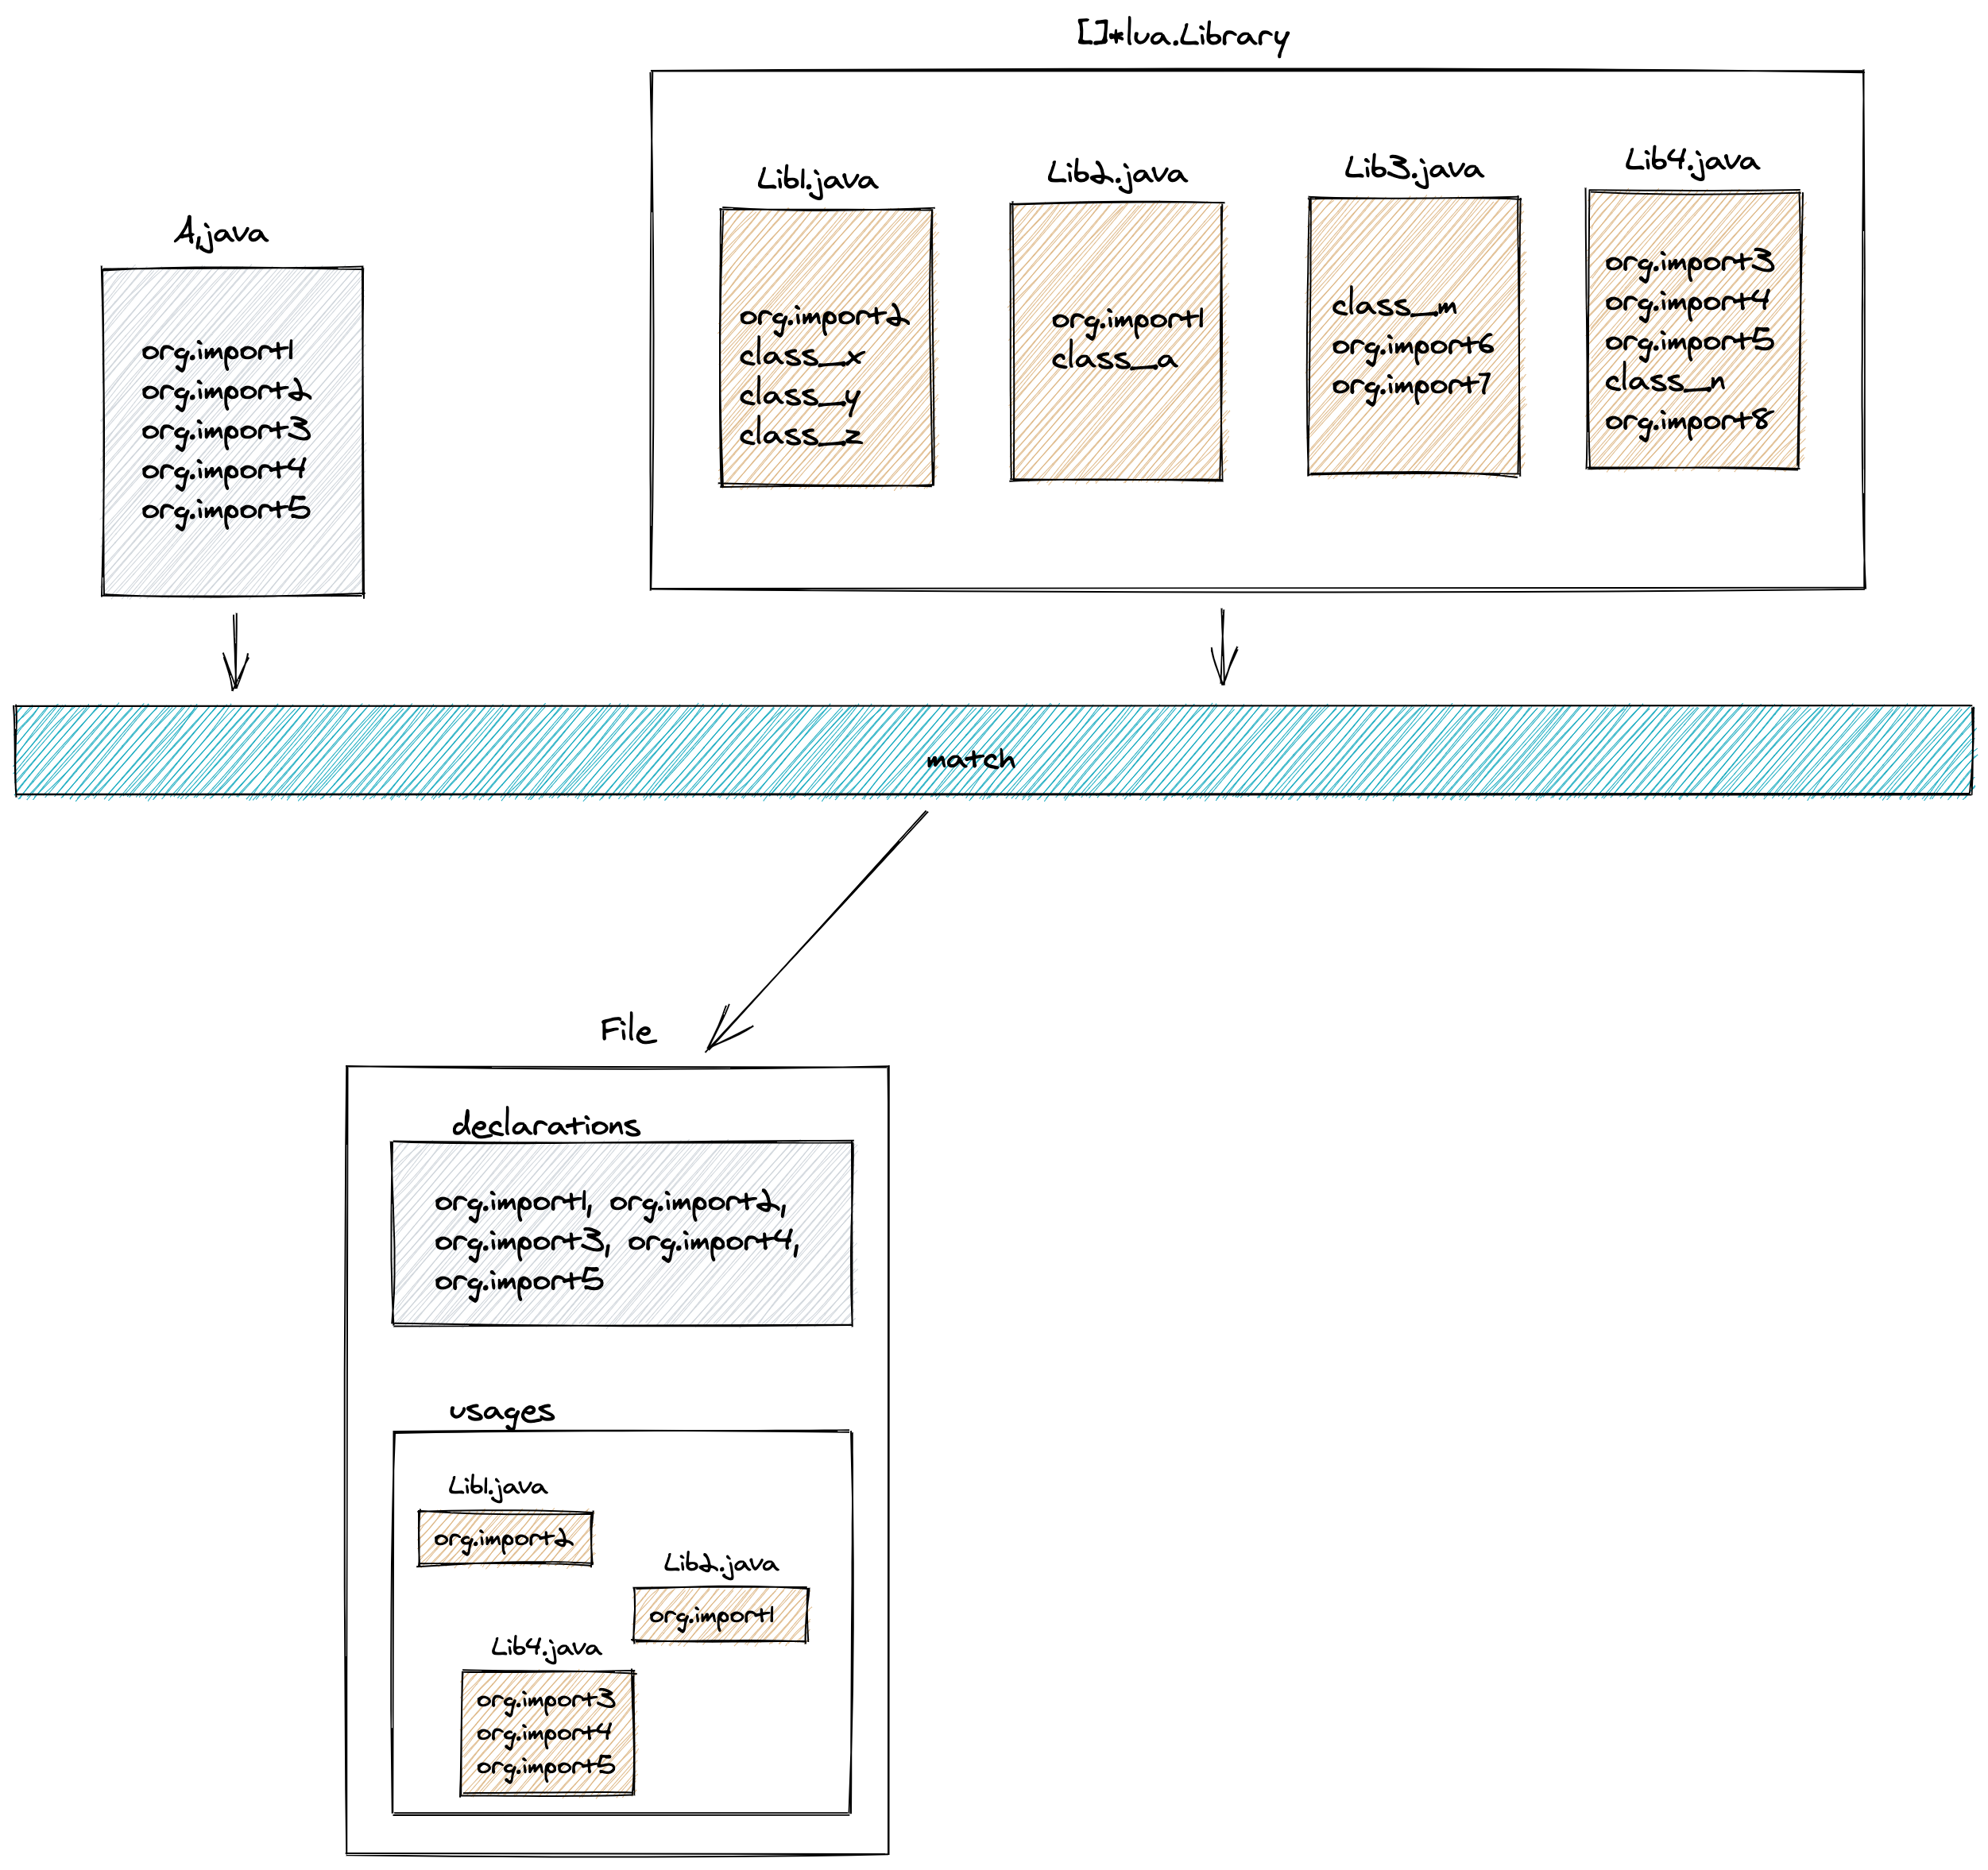 []*lua.Library
A,java
org.import1
org.import2
org.import3
org.import4
org.import5
Lib1.java
org.import2
class_x
class_y
class_z
Lib2.java
org.import1
class_a
Lib3.java
class_m
org.import6
org.import7
Lib4.java
org.import3
org.import4
org.import5
class_n
org.import8
match
File
declarations
org.import1, org.import2,
org.import3, org.import4,
org.import5
usages
Lib1.java
org.import2
Lib2.java
org.import1
Lib4.java
org.import3
org.import4
org.import5